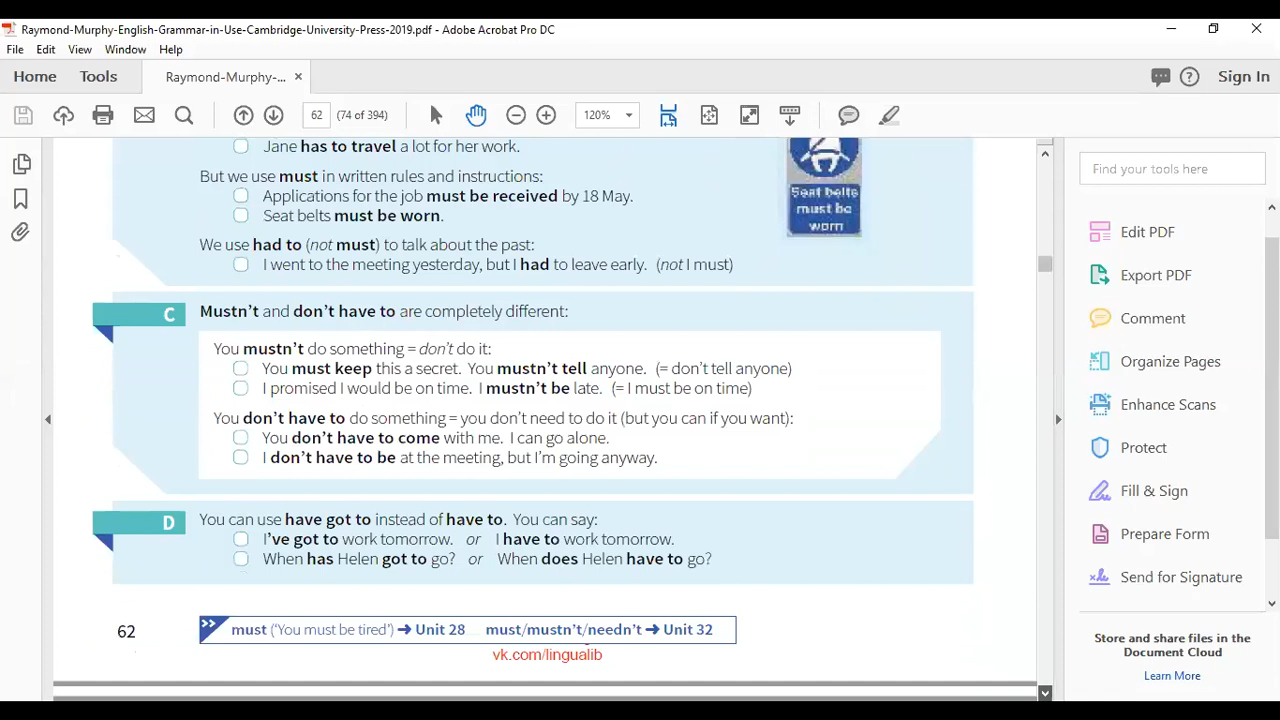 Raymond-Murphy-English-Grammar-in-Use-Cambridge-University-Press-2019.pdf - Adobe Acrobat Pro DC
File Edit View Window Help
Home Tools Raymond-Murphy-... × Sign In
62 (74 of 394) 120%
Jane has to travel a lot for her work.
But we use must in written rules and instructions:
Applications for the job must be received by 18 May.
Seat belts must be worn.
Seat belts
must be
worn
We use had to (not must) to talk about the past:
I went to the meeting yesterday, but I had to leave early. (not I must)
C Mustn't and don't have to are completely different:
You mustn't do something = don't do it:
You must keep this a secret. You mustn't tell anyone. (= don't tell anyone)
I promised I would be on time. I mustn't be late. (= I must be on time)
You don't have to do something = you don't need to do it (but you can if you want):
You don't have to come with me. I can go alone.
I don't have to be at the meeting, but I'm going anyway.
D You can use have got to instead of have to. You can say:
I've got to work tomorrow. or I have to work tomorrow.
When has Helen got to go? or When does Helen have to go?
62 >> must ('You must be tired') ➜ Unit 28 must/mustn't/needn't ➜ Unit 32
vk.com/lingualib
Find your tools here
Edit PDF
Export PDF
Comment
Organize Pages
Enhance Scans
Protect
Fill & Sign
Prepare Form
Send for Signature
Store and share files in the
Document Cloud
Learn More